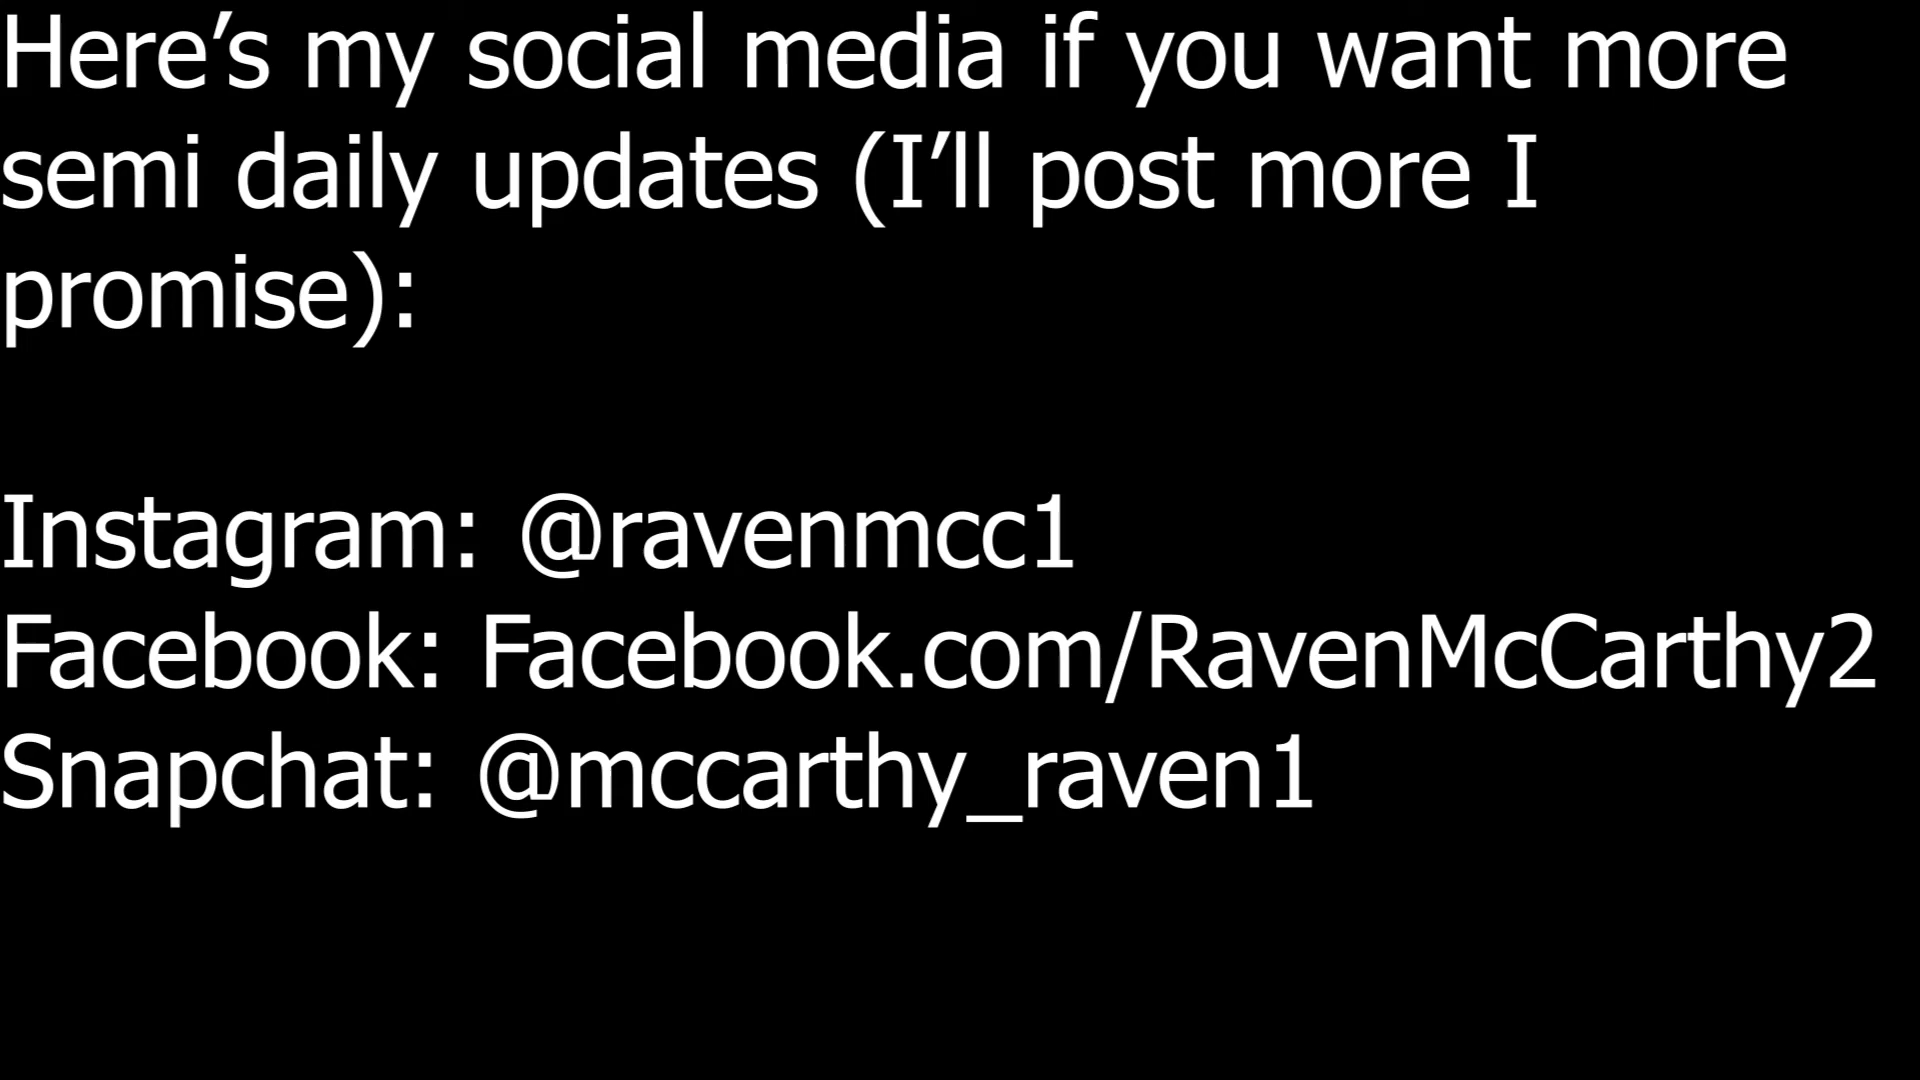 Here’s my social media if you want more
semi daily updates (I’ll post more I
promise):
Instagram: @ravenmcc1
Facebook: Facebook.com/RavenMcCarthy2
Snapchat: @mccarthy_raven1